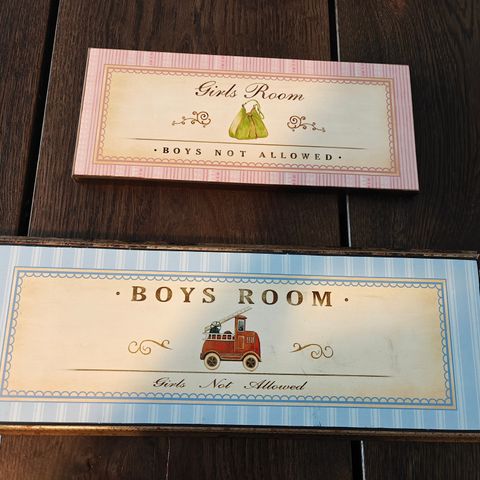 Girls Room
· BOYS NOT ALLOWED ·
· BOYS ROOM ·
Girls Not Allowed